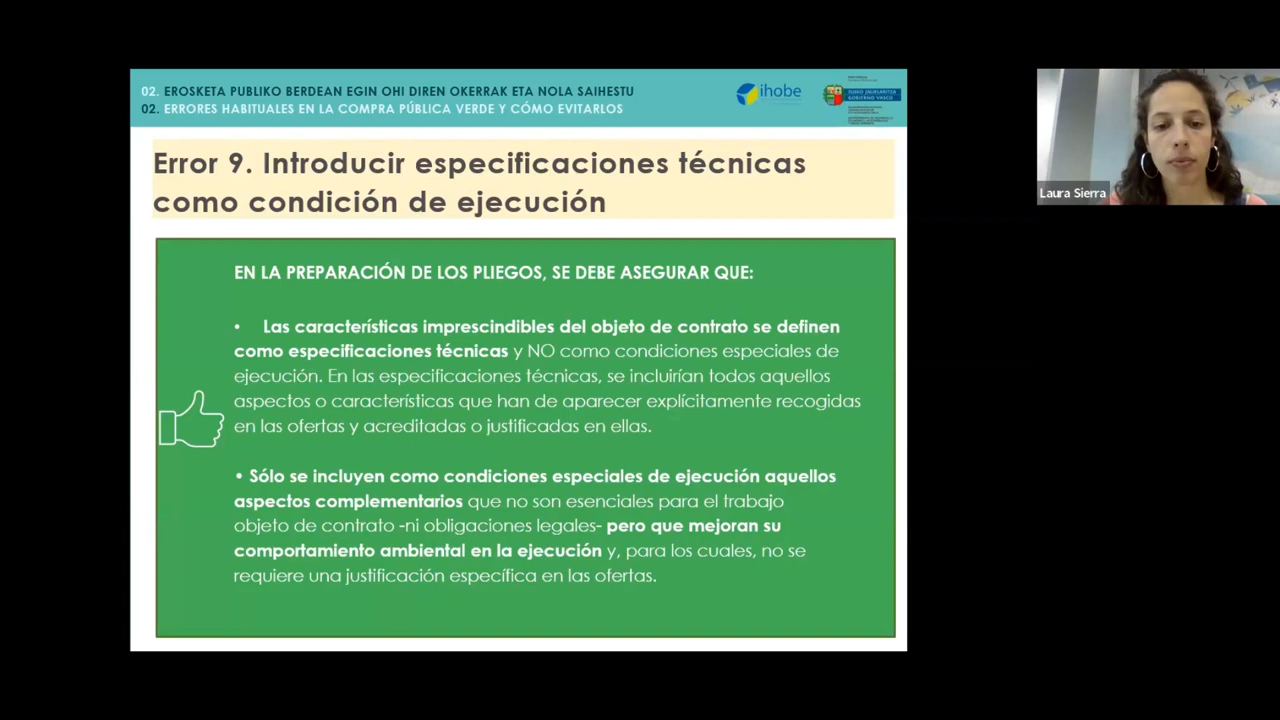 02. EROSKETA PUBLIKO BERDEAN EGIN OHI DIREN OKERRAK ETA NOLA SAIHESTU
02. ERRORES HABITUALES EN LA COMPRA PÚBLICA VERDE Y CÓMO EVITARLOS
ihobe
EUSKO JAURLARITZA
GOBIERNO VASCO
Error 9. Introducir especificaciones técnicas
como condición de ejecución
EN LA PREPARACIÓN DE LOS PLIEGOS, SE DEBE ASEGURAR QUE:
• Las características imprescindibles del objeto de contrato se definen
como especificaciones técnicas y NO como condiciones especiales de
ejecución. En las especificaciones técnicas, se incluirían todos aquellos
aspectos o características que han de aparecer explícitamente recogidas
en las ofertas y acreditadas o justificadas en ellas.
• Sólo se incluyen como condiciones especiales de ejecución aquellos
aspectos complementarios que no son esenciales para el trabajo
objeto de contrato -ni obligaciones legales- pero que mejoran su
comportamiento ambiental en la ejecución y, para los cuales, no se
requiere una justificación específica en las ofertas.
Laura Sierra